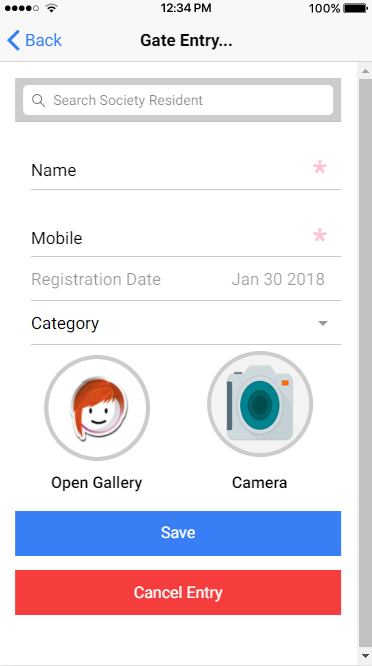 12:34 PM 100%
Back Gate Entry...
Search Society Resident
Name *
Mobile *
Registration Date Jan 30 2018
Category
Open Gallery Camera
Save
Cancel Entry